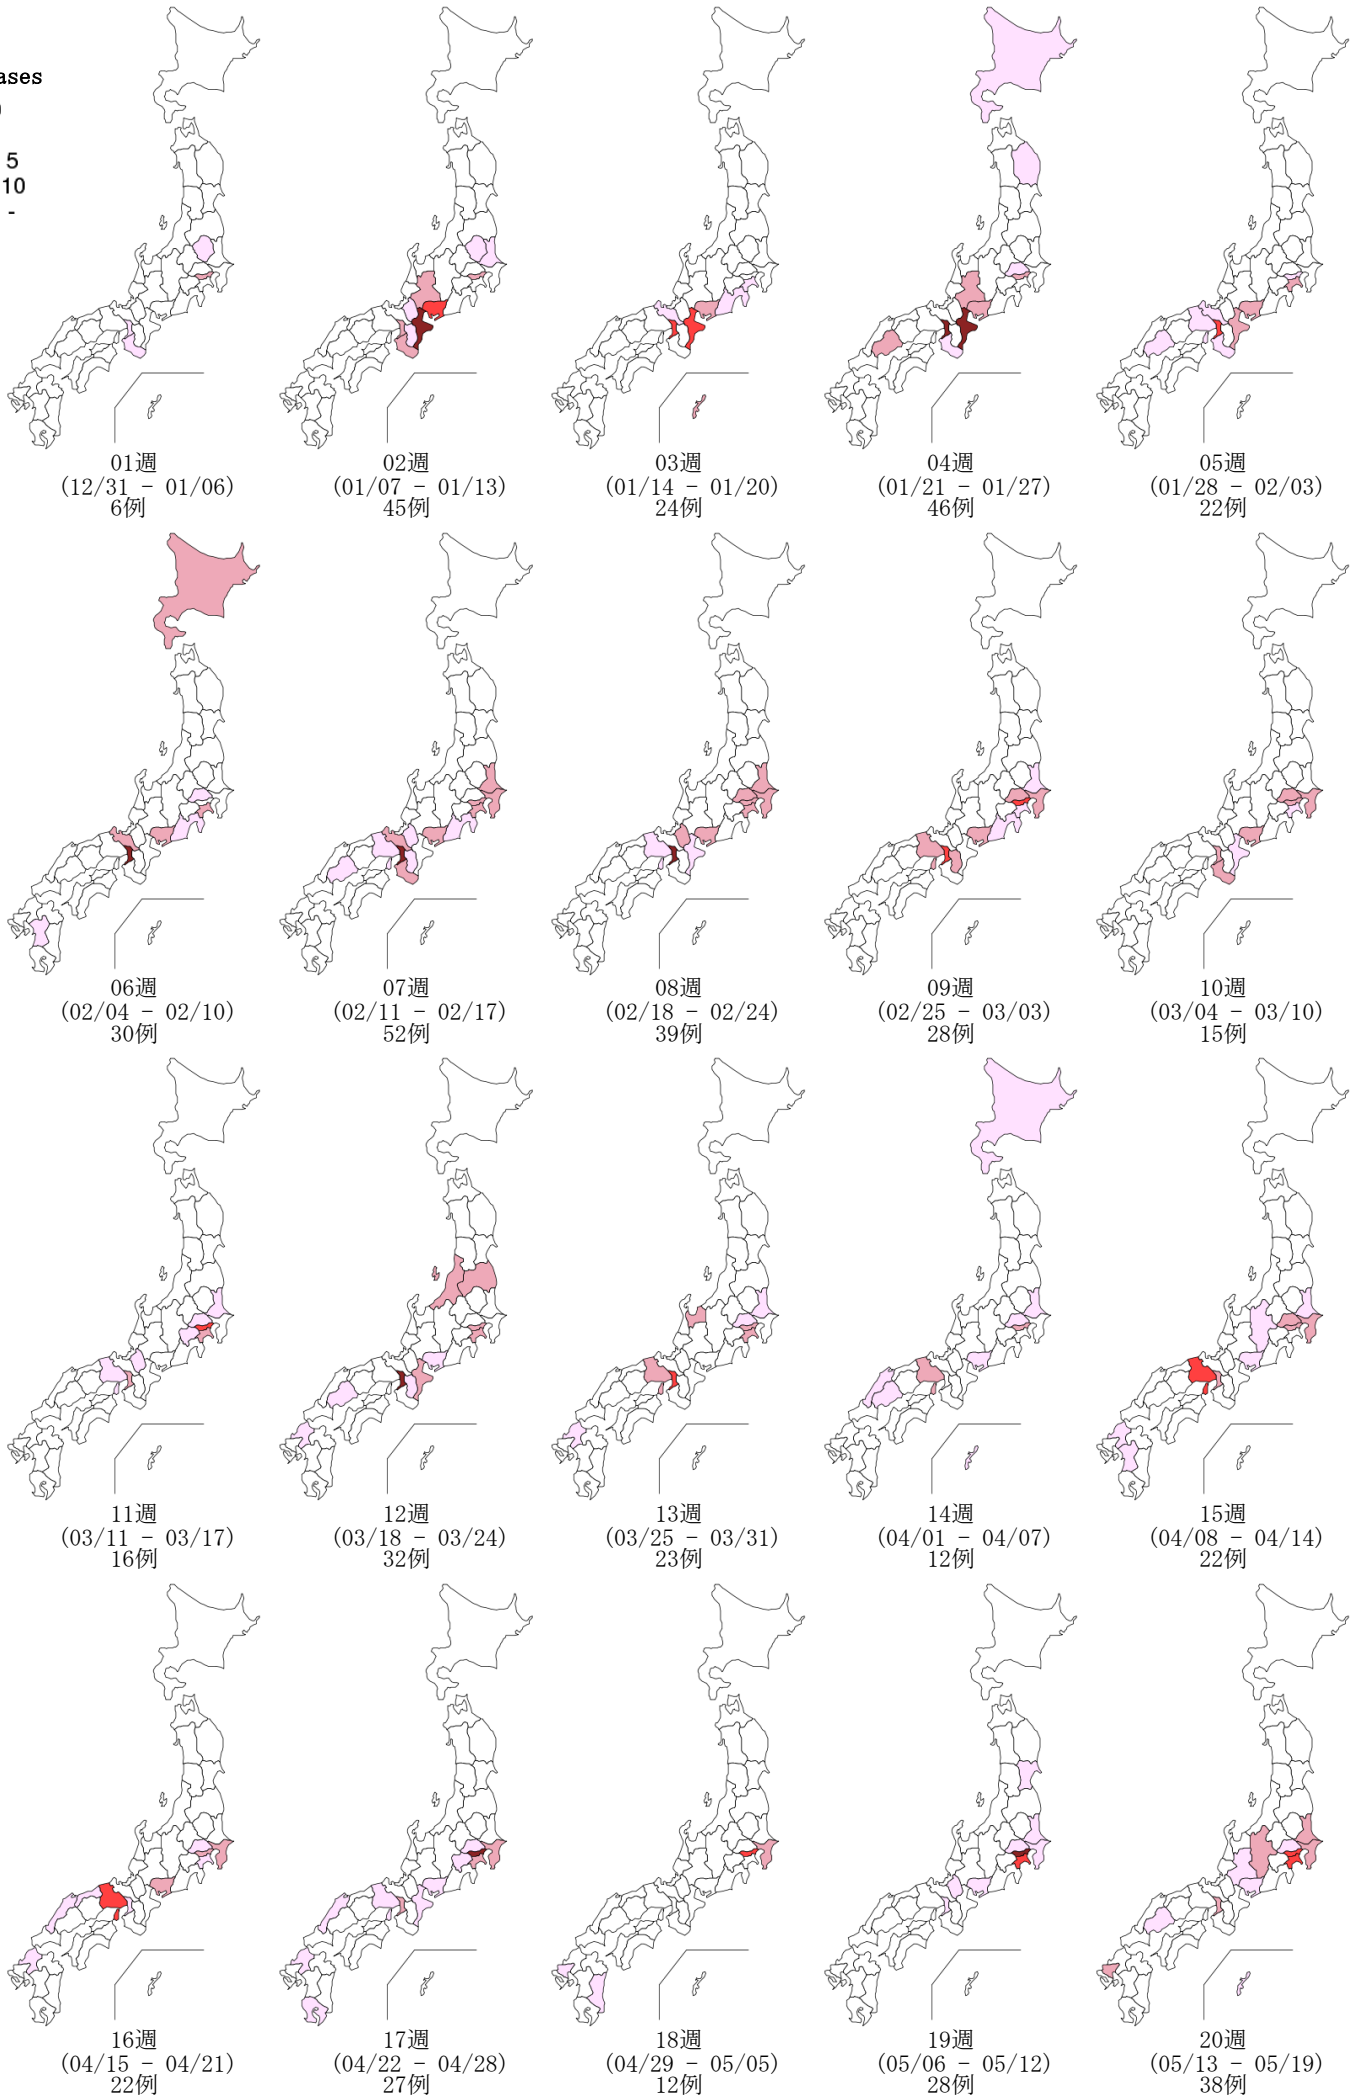 ases
5
10
-
01週
(12/31 - 01/06)
6例
02週
(01/07 - 01/13)
45例
03週
(01/14 - 01/20)
24例
04週
(01/21 - 01/27)
46例
05週
(01/28 - 02/03)
22例
06週
(02/04 - 02/10)
30例
07週
(02/11 - 02/17)
52例
08週
(02/18 - 02/24)
39例
09週
(02/25 - 03/03)
28例
10週
(03/04 - 03/10)
15例
11週
(03/11 - 03/17)
16例
12週
(03/18 - 03/24)
32例
13週
(03/25 - 03/31)
23例
14週
(04/01 - 04/07)
12例
15週
(04/08 - 04/14)
22例
16週
(04/15 - 04/21)
22例
17週
(04/22 - 04/28)
27例
18週
(04/29 - 05/05)
12例
19週
(05/06 - 05/12)
28例
20週
(05/13 - 05/19)
38例